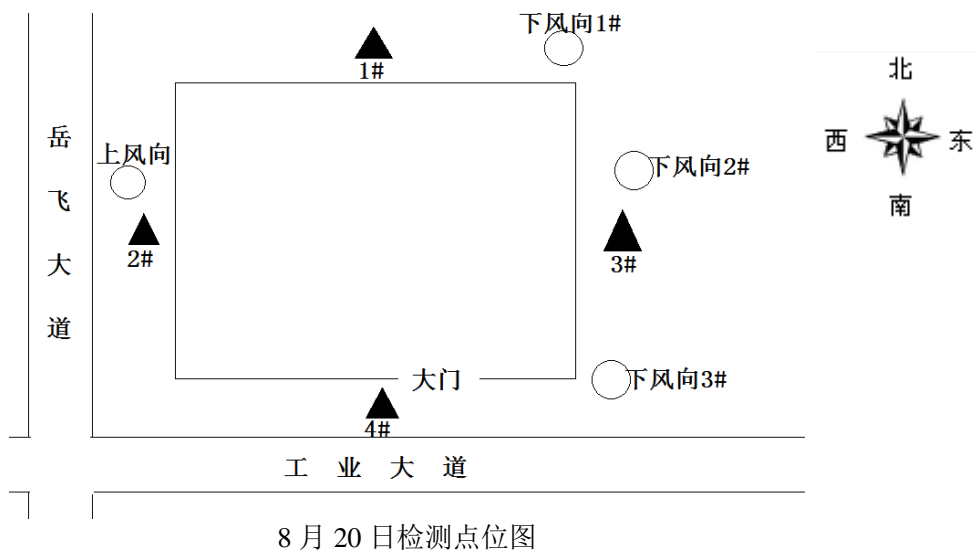 下风向1#
1#
北
西
东
南
岳飞大道
上风向
下风向2#
2#
3#
大门
下风向3#
4#
工业大道
8月20日检测点位图